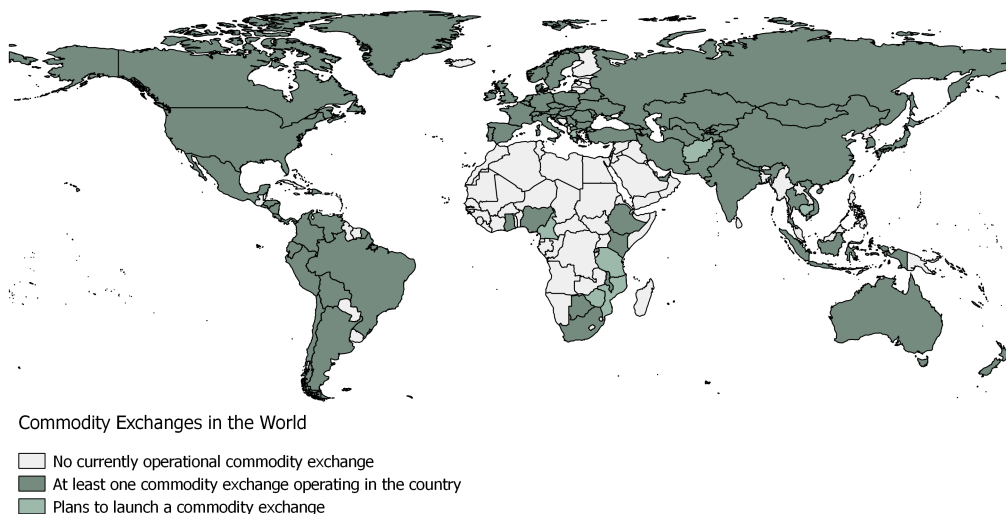 Commodity Exchanges in the World
No currently operational commodity exchange
At least one commodity exchange operating in the country
Plans to launch a commodity exchange